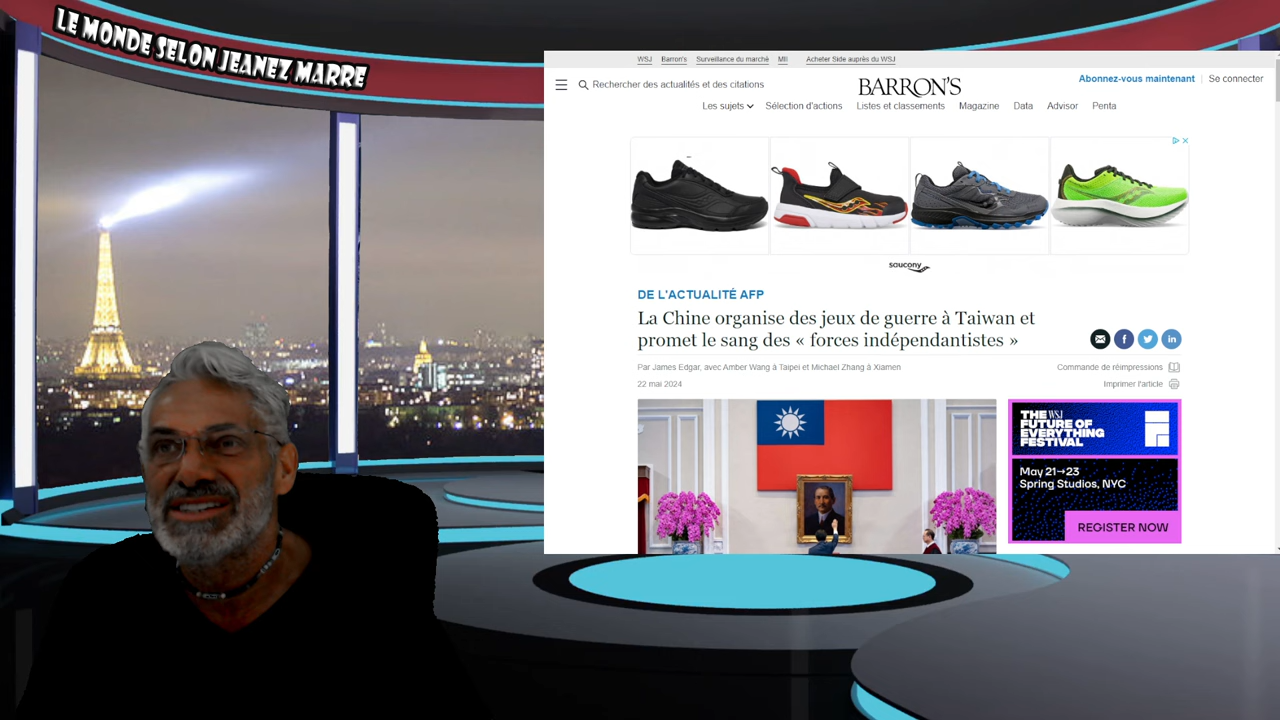 LE MONDE SELON JEANEZ MARRE
WSJ Barron's Surveillance du marché MII Acheter Side auprès du WSJ
Rechercher des actualités et des citations
BARRON'S
Abonnez-vous maintenant Se connecter
Les sujets Sélection d'actions Listes et classements Magazine Data Advisor Penta
saucony
DE L'ACTUALITÉ AFP
La Chine organise des jeux de guerre à Taiwan et
promet le sang des « forces indépendantistes »
Par James Edgar, avec Amber Wang à Taipei et Michael Zhang à Xiamen
Commande de réimpressions
22 mai 2024
Imprimer l'article
THE WSJ
FUTURE OF
EVERYTHING
FESTIVAL
May 21→23
Spring Studios, NYC
REGISTER NOW